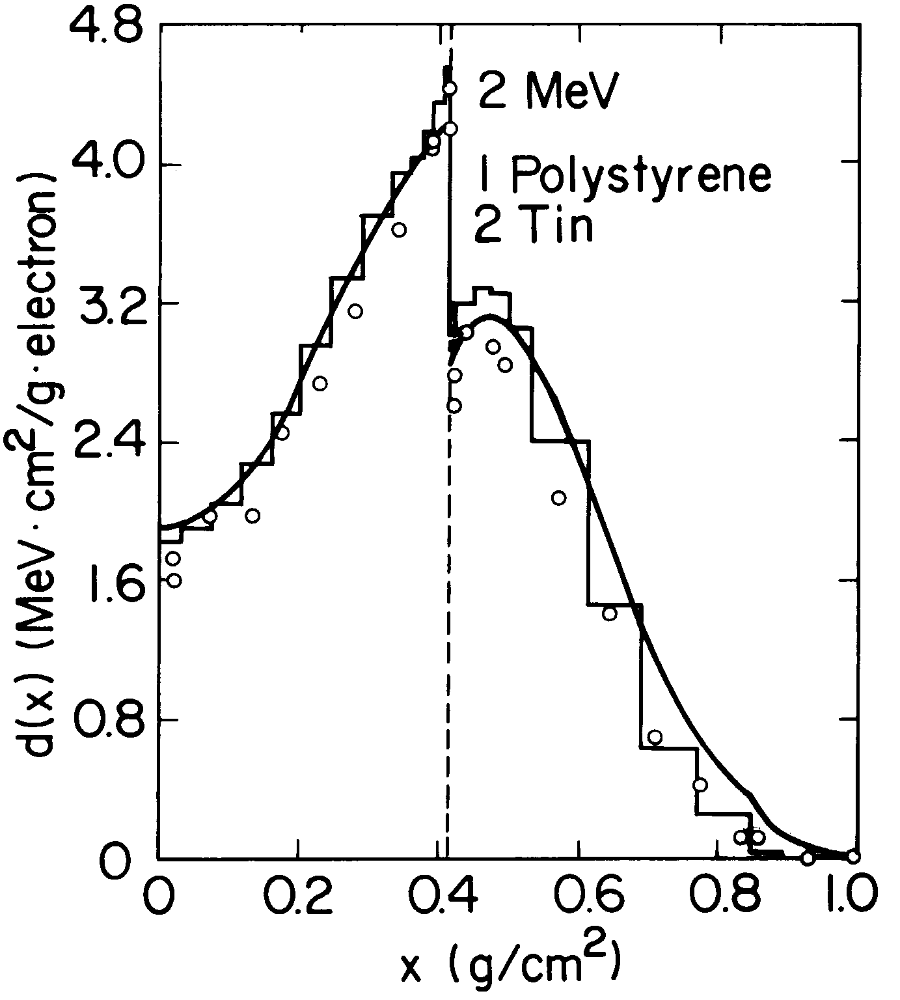 4.8
4.0
3.2
2.4
1.6
0.8
0
d(x) (MeV·cm²/g·electron)
2 MeV
1 Polystyrene
2 Tin
0 0.2 0.4 0.6 0.8 1.0
x (g/cm²)